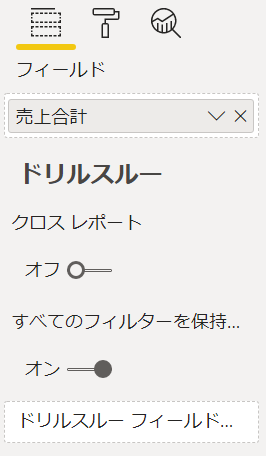 フィールド
売上合計
ドリルスルー
クロス レポート
オフ
すべてのフィルターを保持...
オン
ドリルスルー フィールド...